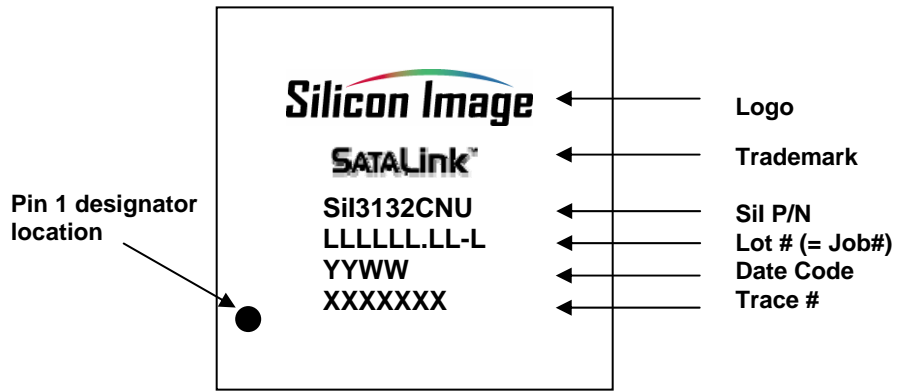 Silicon Image
Logo
SATALink™
Trademark
Pin 1 designator
location
SiI3132CNU
SiI P/N
LLLLLL.LL-L
Lot # (= Job#)
YYWW
Date Code
XXXXXXX
Trace #